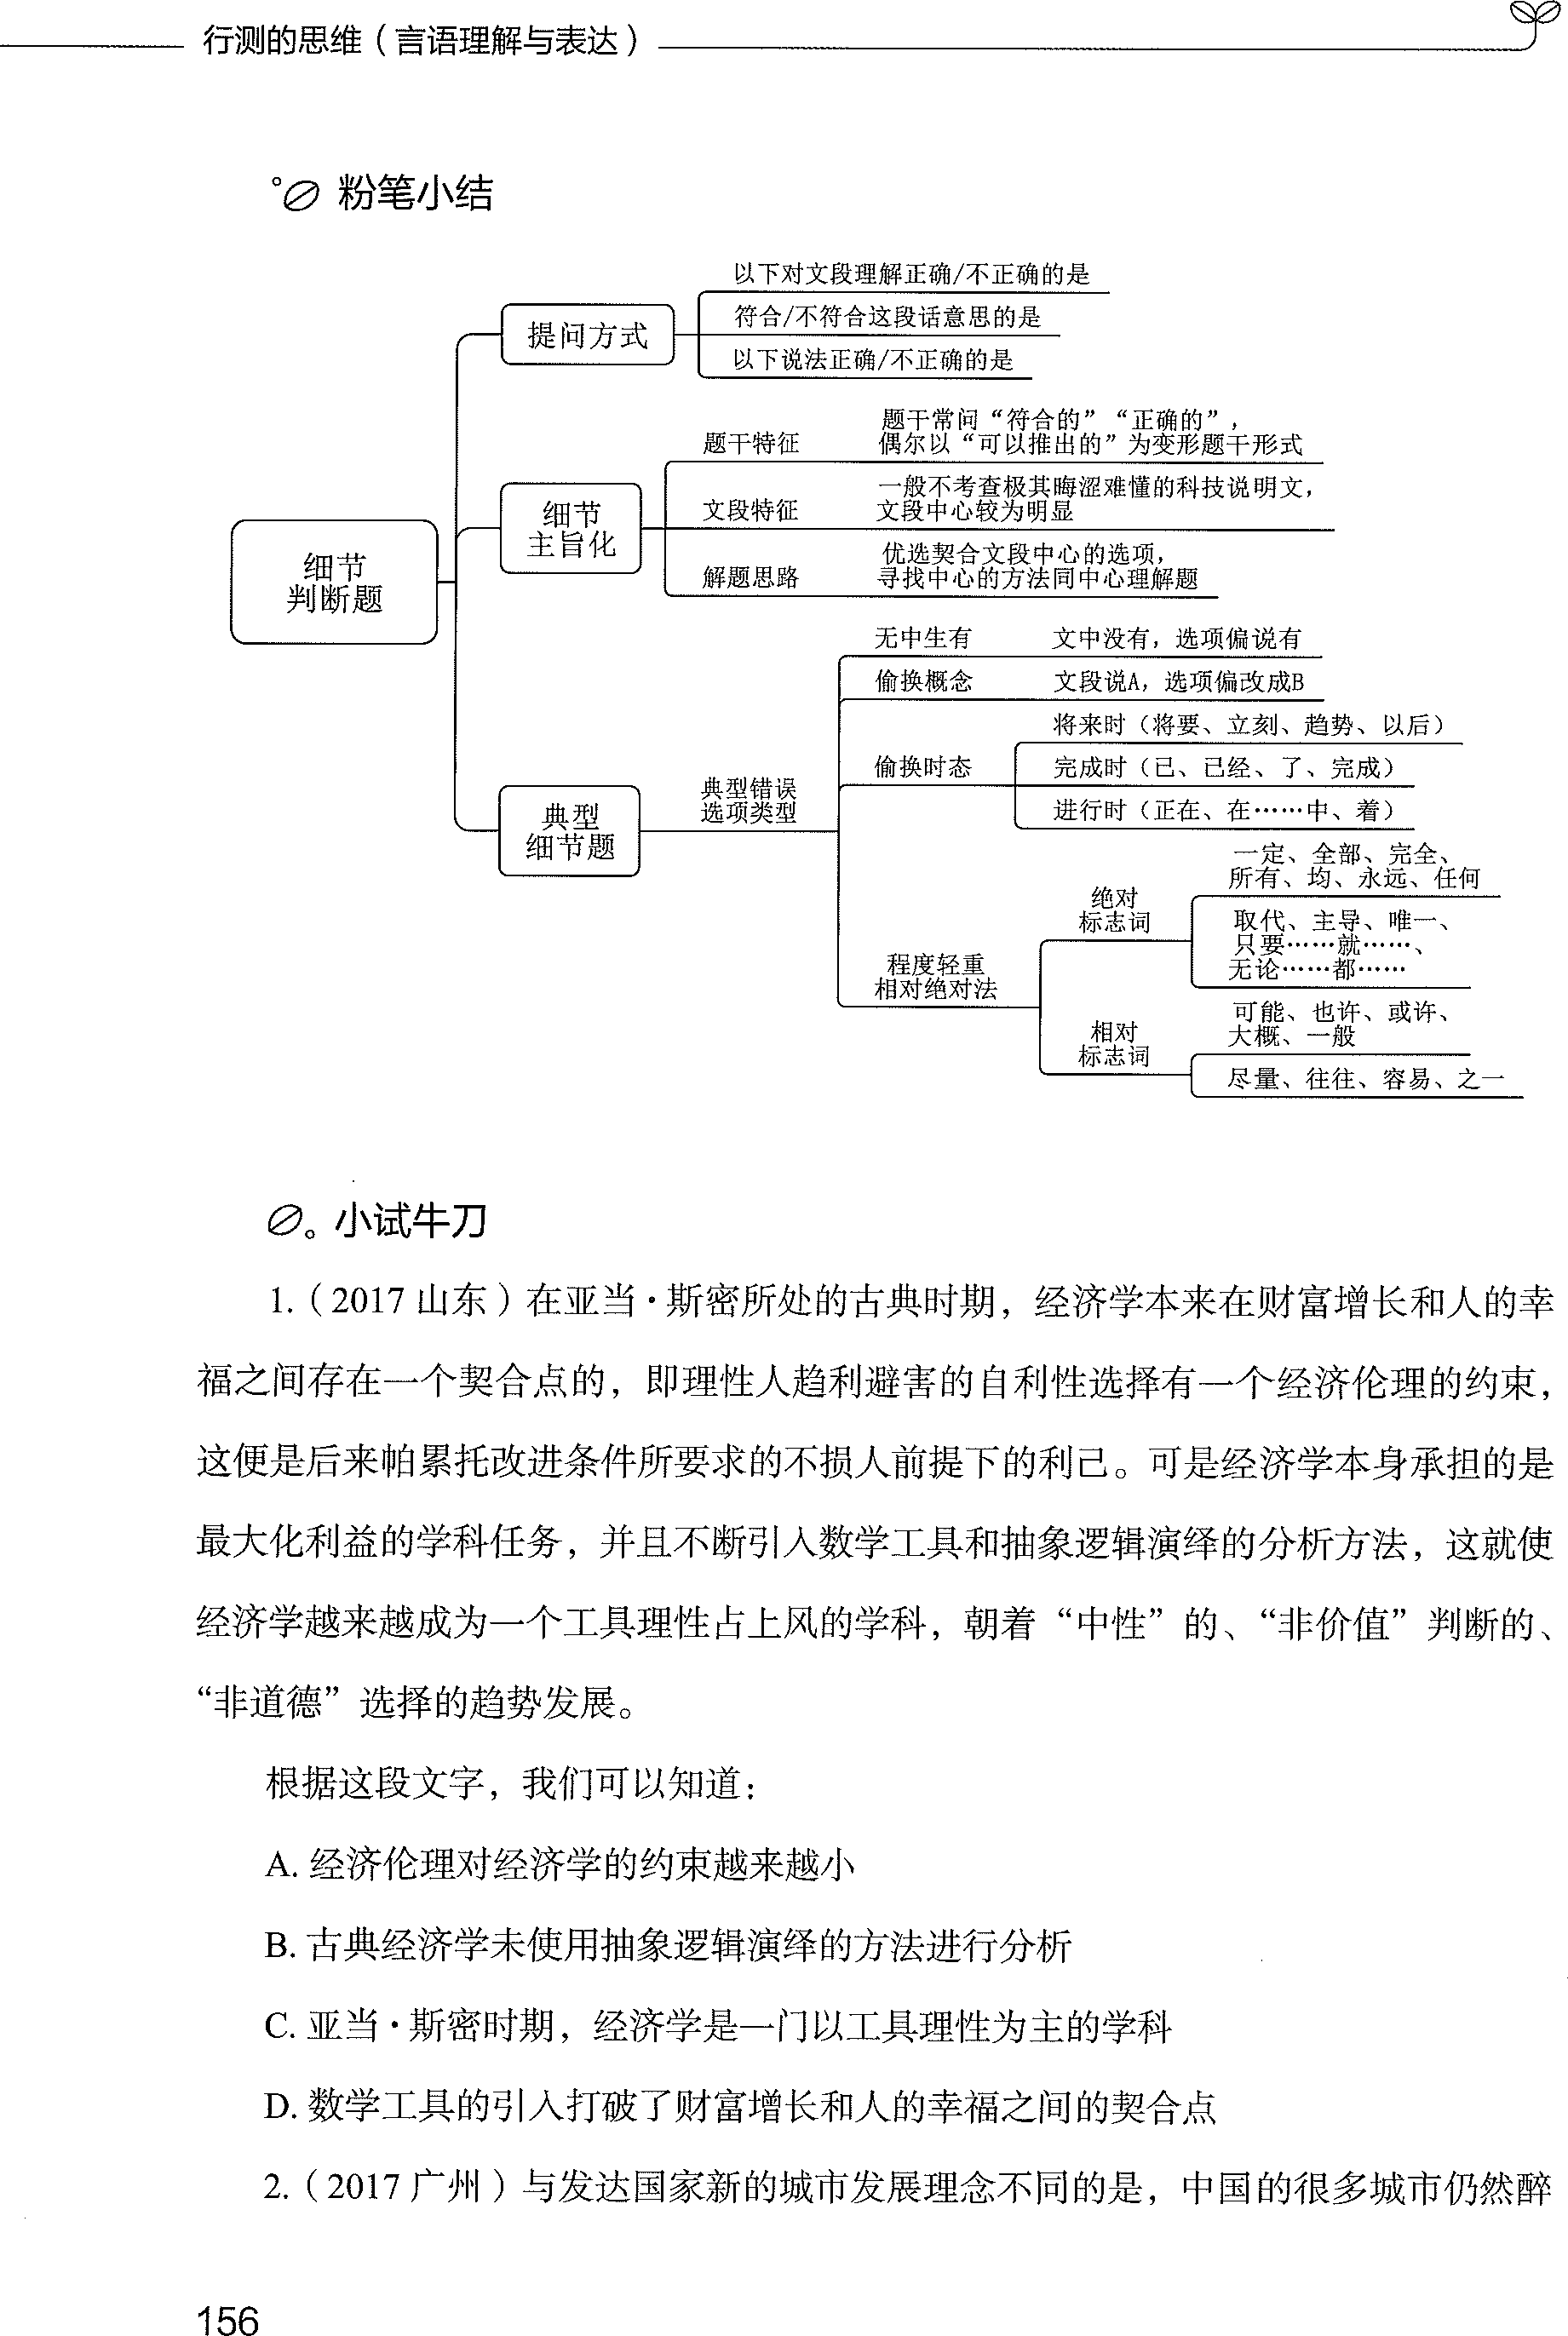 行测的思维（言语理解与表达）
粉笔小结
以下对文段理解正确/不正确的是
提问方式
符合/不符合这段话意思的是
以下说法正确/不正确的是
题干特征
题干常问“符合的”“正确的”，
偶尔以“可以推出的”为变形题干形式
细节
主旨化
文段特征
一般不考查极其晦涩难懂的科技说明文，
文段中心较为明显
细节
判断题
解题思路
优选契合文段中心的选项，
寻找中心的方法同中心理解题
无中生有 文中没有，选项偏说有
偷换概念 文段说A，选项偏改成B
将来时（将要、立刻、趋势、以后）
偷换时态 完成时（已、已经、了、完成）
进行时（正在、在……中、着）
典型
细节题
典型错误
选项类型
一定、全部、完全、
所有、均、永远、任何
绝对
标志词
取代、主导、唯一、
只要……就……、
无论……都……
程度轻重
相对绝对法
可能、也许、或许、
大概、一般
相对
标志词
尽量、往往、容易、之一
小试牛刀
1.（2017 山东）在亚当·斯密所处的古典时期，经济学本来在财富增长和人的幸
福之间存在一个契合点的，即理性人趋利避害的自利性选择有一个经济伦理的约束，
这便是后来帕累托改进条件所要求的不损人前提下的利己。可是经济学本身承担的是
最大化利益的学科任务，并且不断引入数学工具和抽象逻辑演绎的分析方法，这就使
经济学越来越成为一个工具理性占上风的学科，朝着“中性”的、“非价值”判断的、
“非道德”选择的趋势发展。
根据这段文字，我们可以知道：
A. 经济伦理对经济学的约束越来越小
B. 古典经济学未使用抽象逻辑演绎的方法进行分析
C. 亚当·斯密时期，经济学是一门以工具理性为主的学科
D. 数学工具的引入打破了财富增长和人的幸福之间的契合点
2.（2017 广州）与发达国家新的城市发展理念不同的是，中国的很多城市仍然醉
156